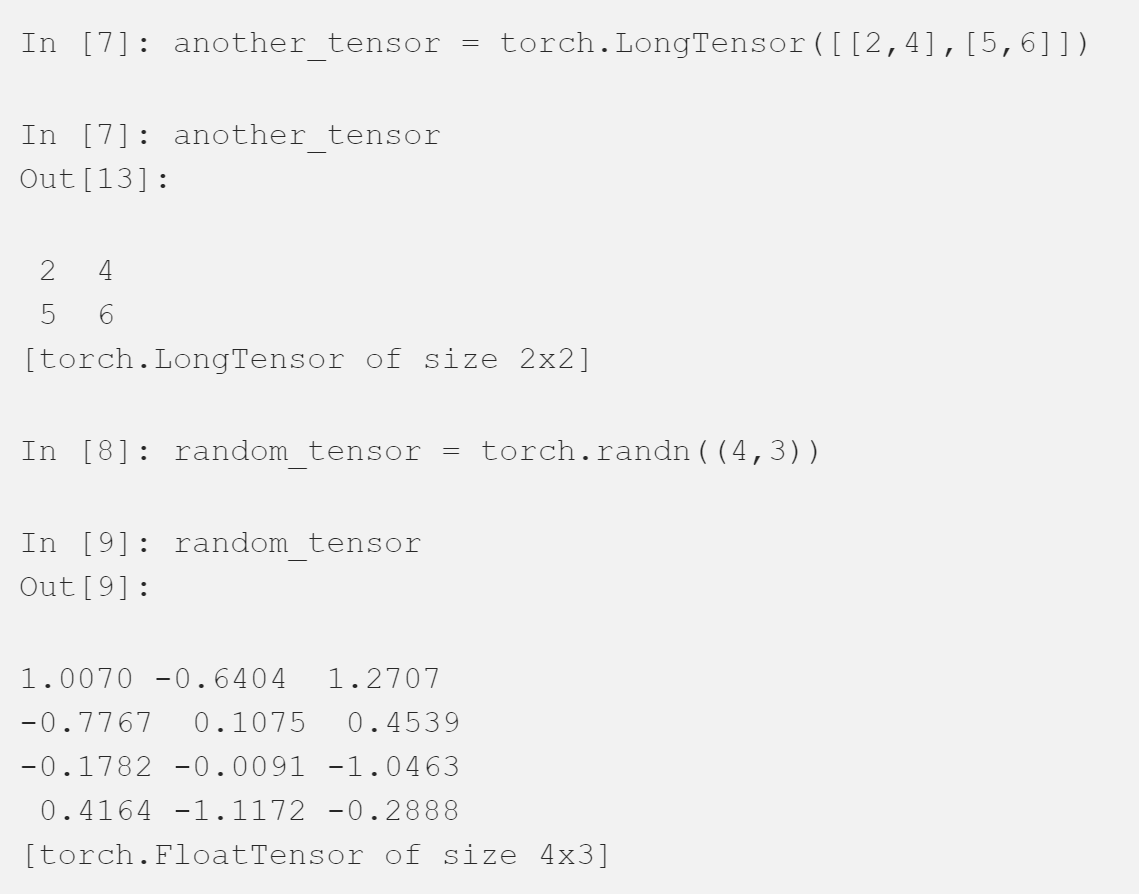 In [7]: another_tensor = torch.LongTensor([[2,4],[5,6]])
In [7]: another_tensor
Out[13]:
2 4
5 6
[torch.LongTensor of size 2x2]
In [8]: random_tensor = torch.randn((4,3))
In [9]: random_tensor
Out[9]:
1.0070 -0.6404 1.2707
-0.7767 0.1075 0.4539
-0.1782 -0.0091 -1.0463
0.4164 -1.1172 -0.2888
[torch.FloatTensor of size 4x3]